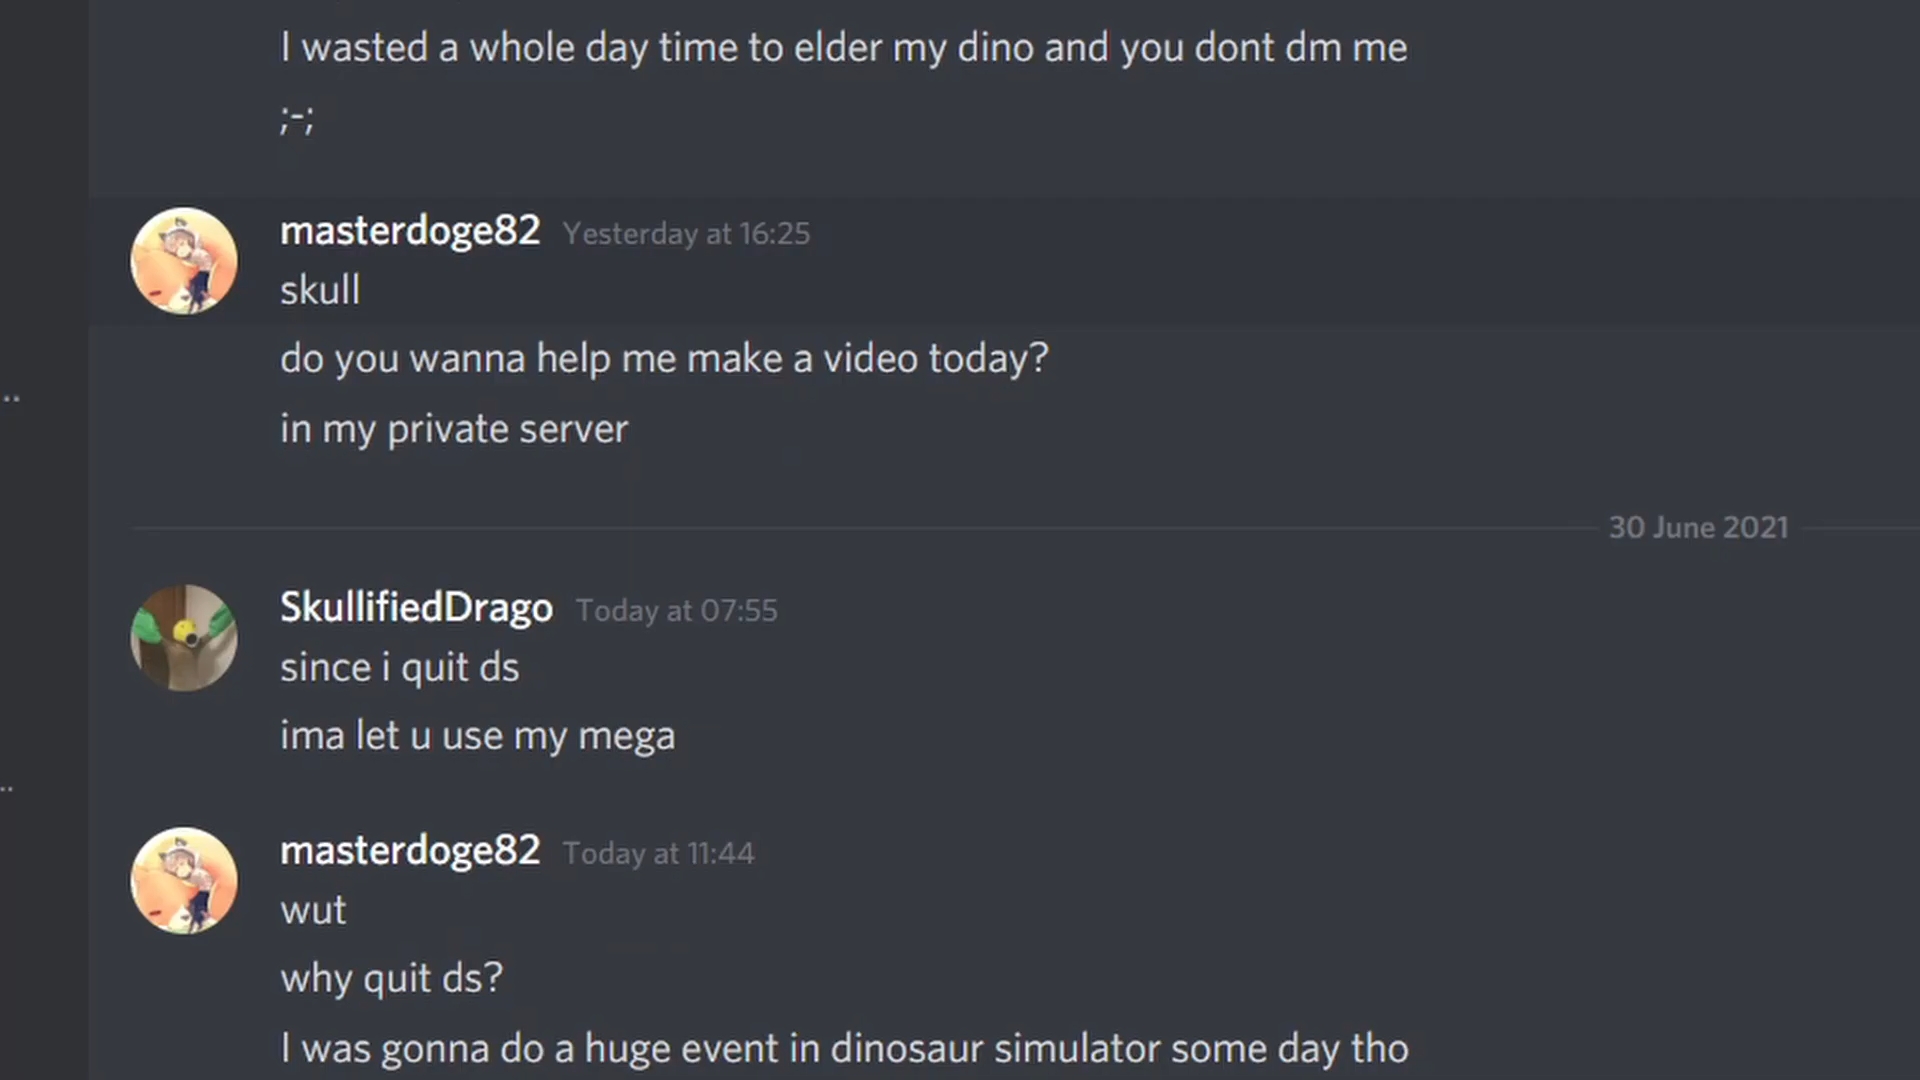 I wasted a whole day time to elder my dino and you dont dm me
;-;
masterdoge82 Yesterday at 16:25
skull
do you wanna help me make a video today?
in my private server
30 June 2021
SkullifiedDrago Today at 07:55
since i quit ds
ima let u use my mega
masterdoge82 Today at 11:44
wut
why quit ds?
I was gonna do a huge event in dinosaur simulator some day tho